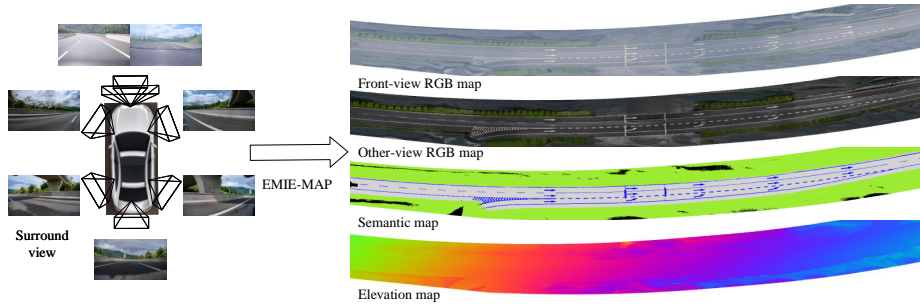 Front-view RGB map
Other-view RGB map
EMIE-MAP
Semantic map
Surround
view
Elevation map